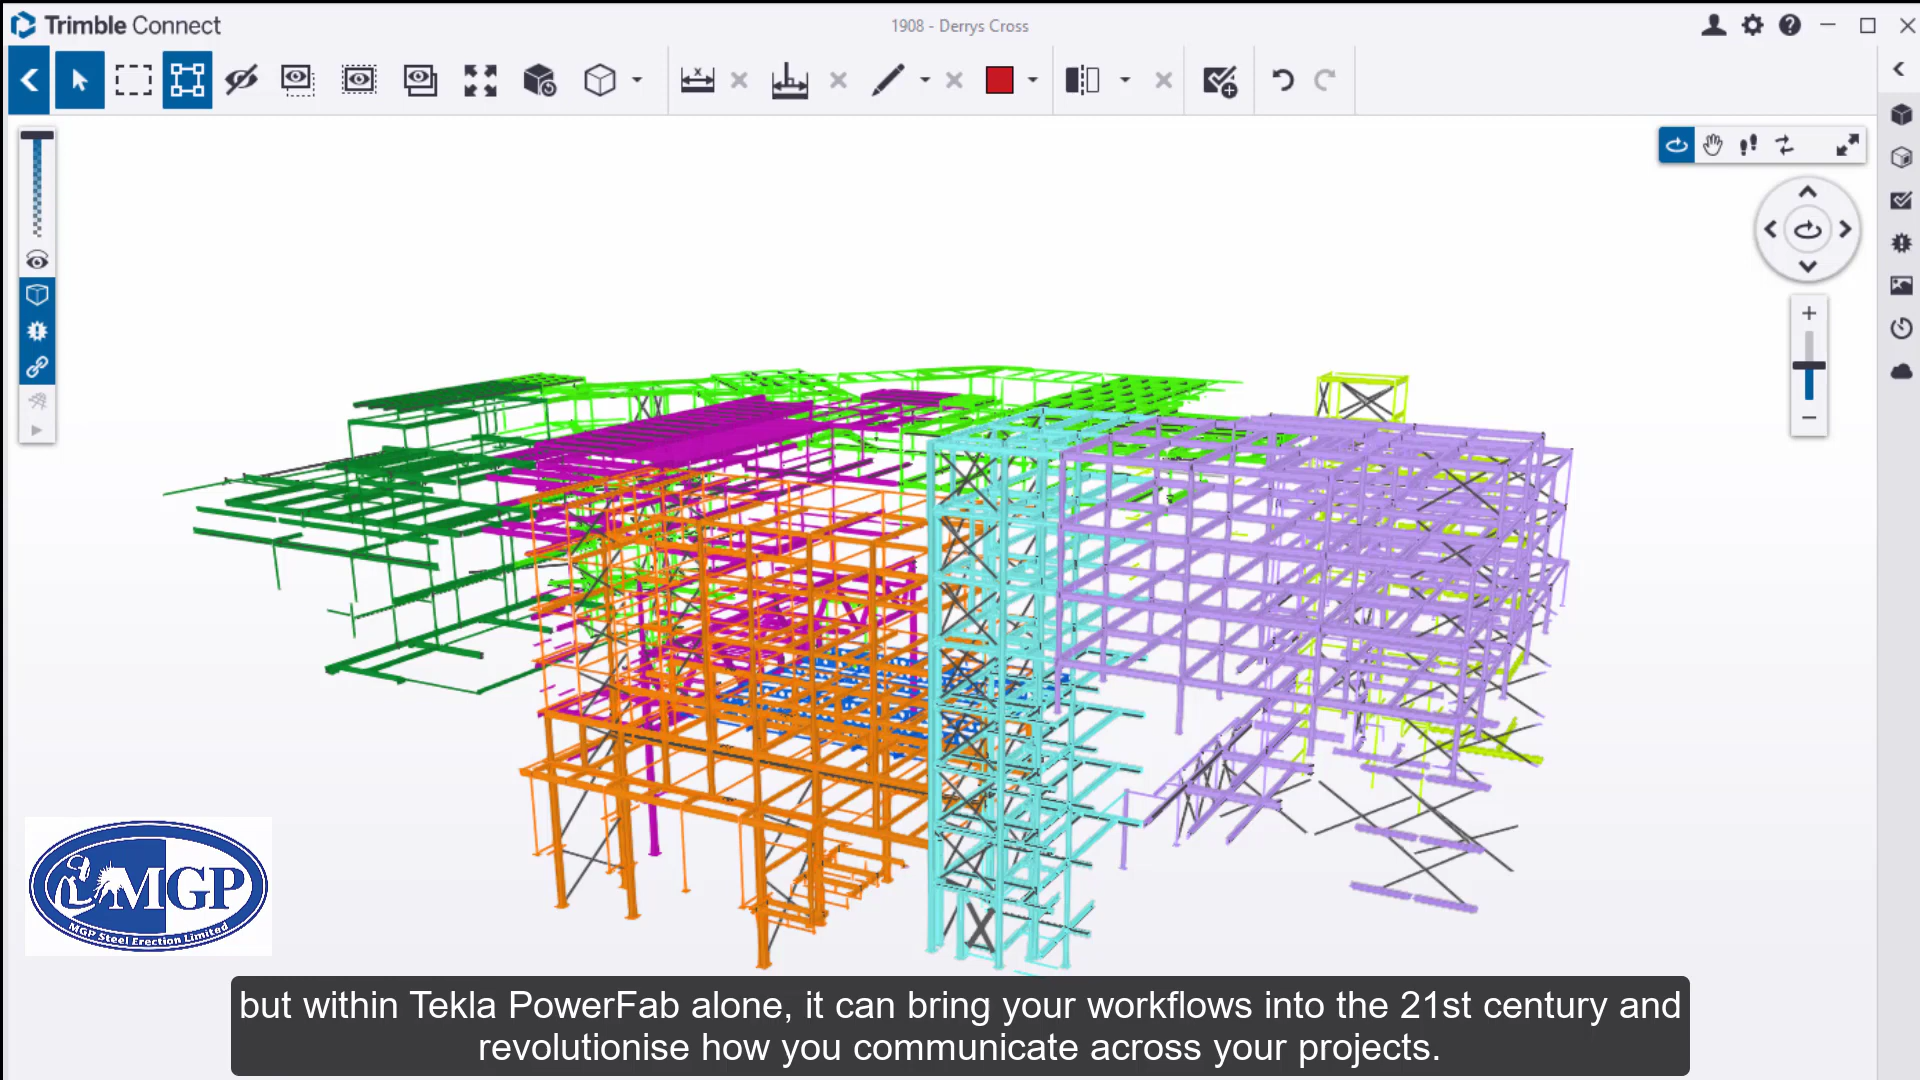 Trimble Connect
1908 - Derrys Cross
MGP
MGP Steel Erection Limited
but within Tekla PowerFab alone, it can bring your workflows into the 21st century and
revolutionise how you communicate across your projects.